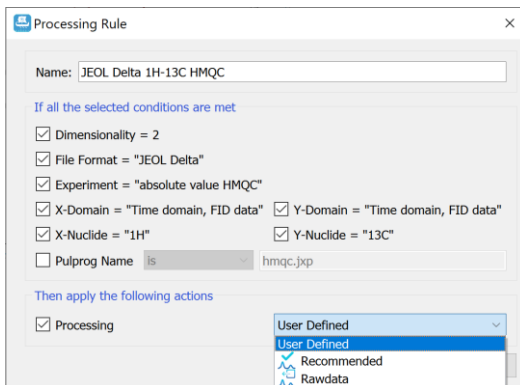 Processing Rule
Name: JEOL Delta 1H-13C HMQC
If all the selected conditions are met
Dimensionality = 2
File Format = "JEOL Delta"
Experiment = "absolute value HMQC"
X-Domain = "Time domain, FID data" Y-Domain = "Time domain, FID data"
X-Nuclide = "1H" Y-Nuclide = "13C"
Pulprog Name is hmqc.jxp
Then apply the following actions
Processing User Defined
User Defined
Recommended
Rawdata